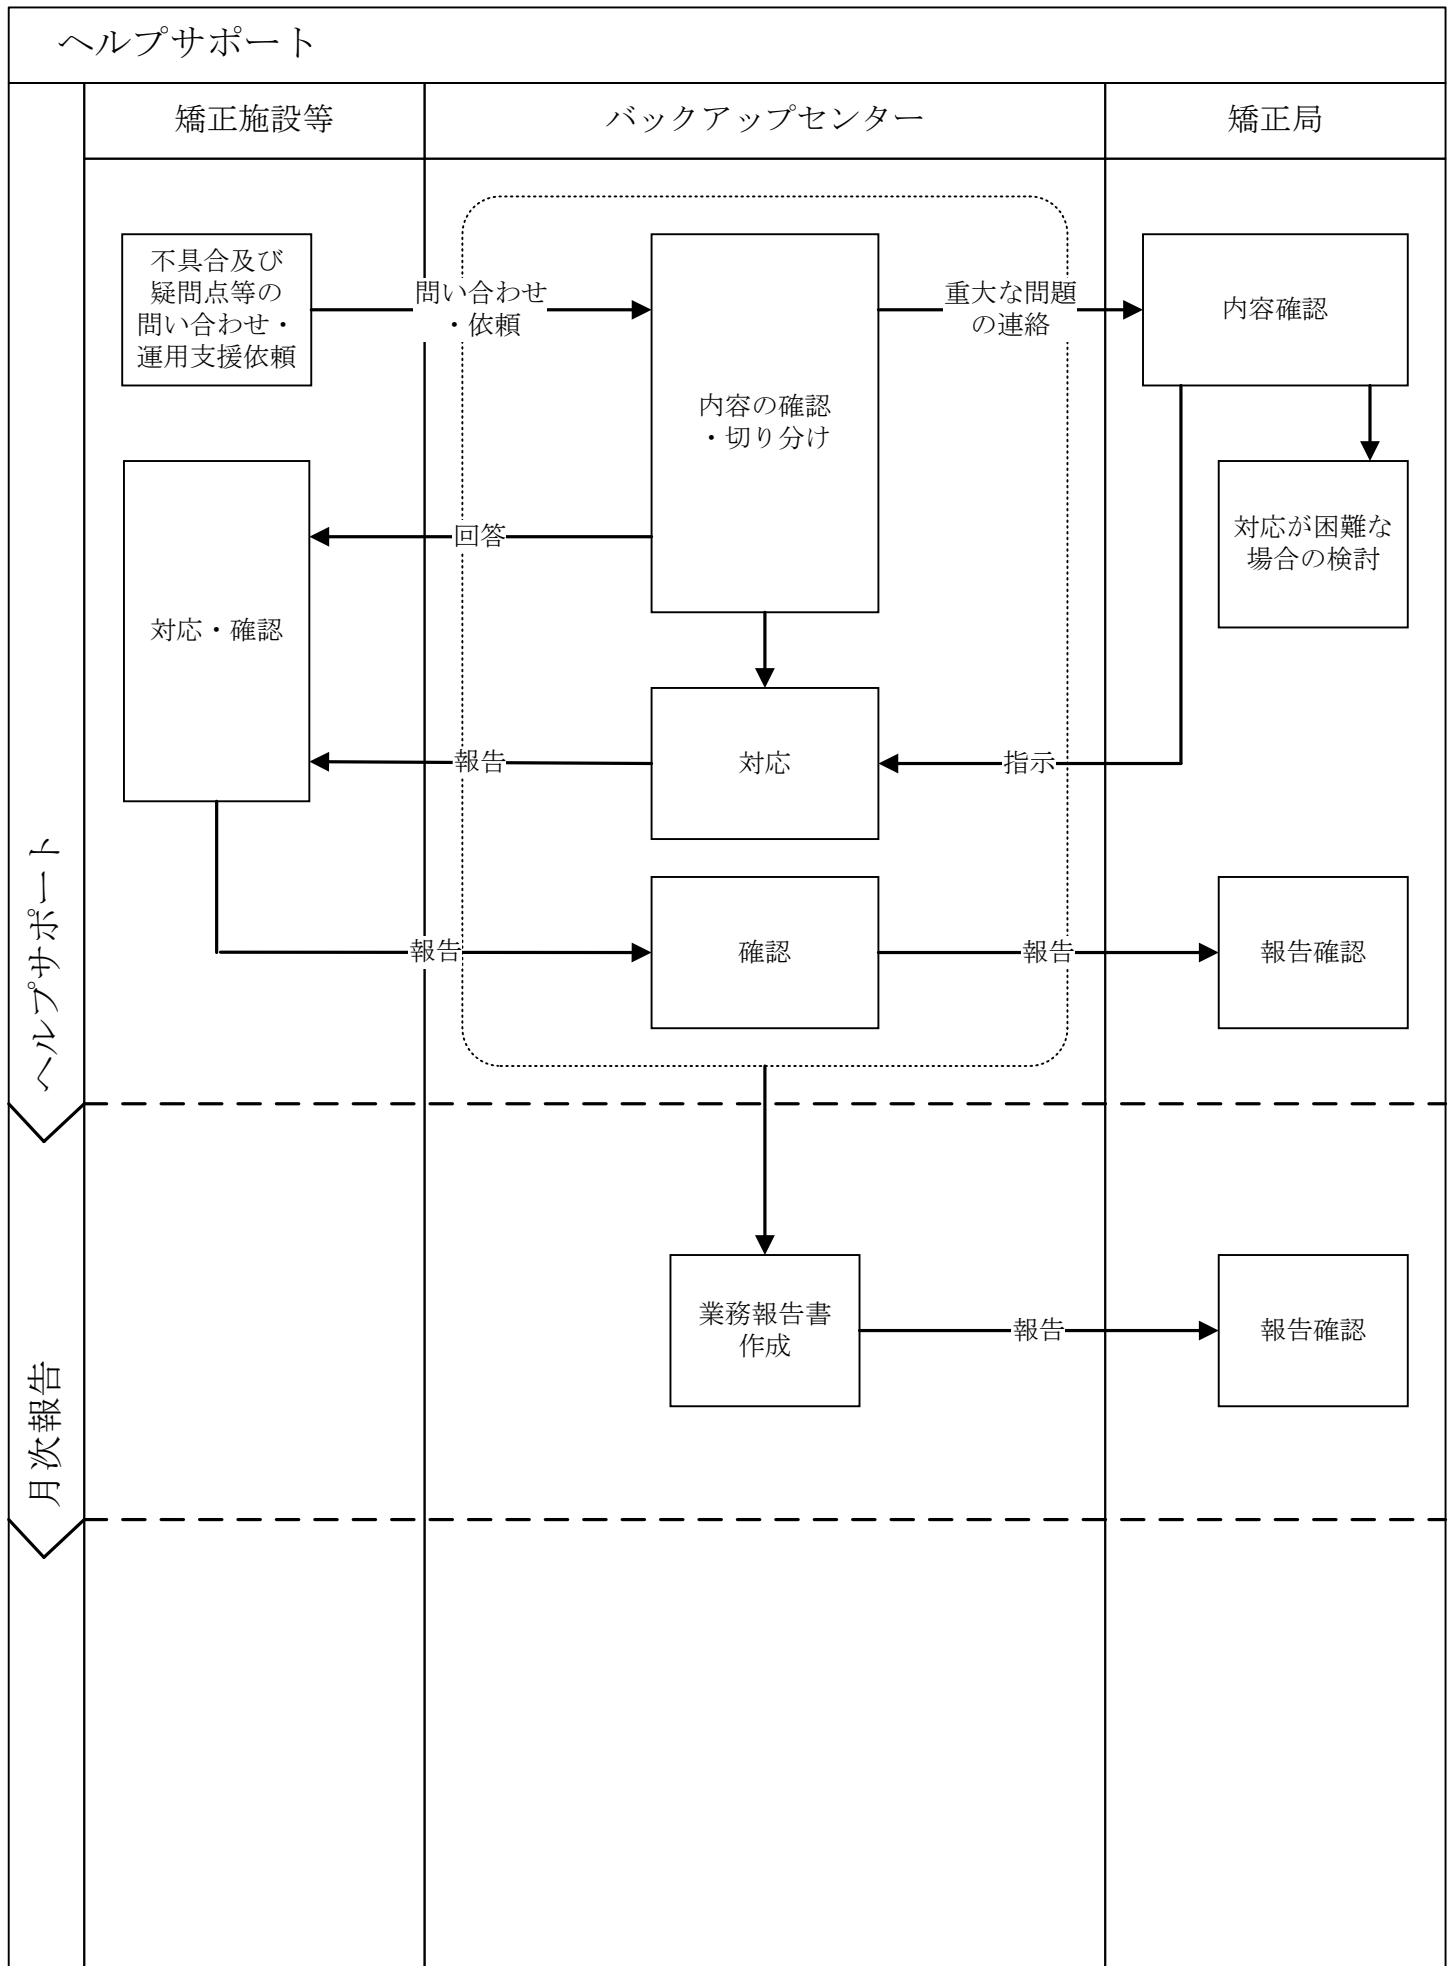 ヘルプサポート
矯正施設等
バックアップセンター
矯正局
不具合及び
疑問点等の
問い合わせ・
運用支援依頼
問い合わせ
・依頼
内容の確認
・切り分け
重大な問題
の連絡
内容確認
対応が困難な
場合の検討
回答
対応・確認
報告
対応
指示
報告
確認
報告
報告確認
ヘルプサポート
業務報告書
作成
報告
報告確認
月次報告